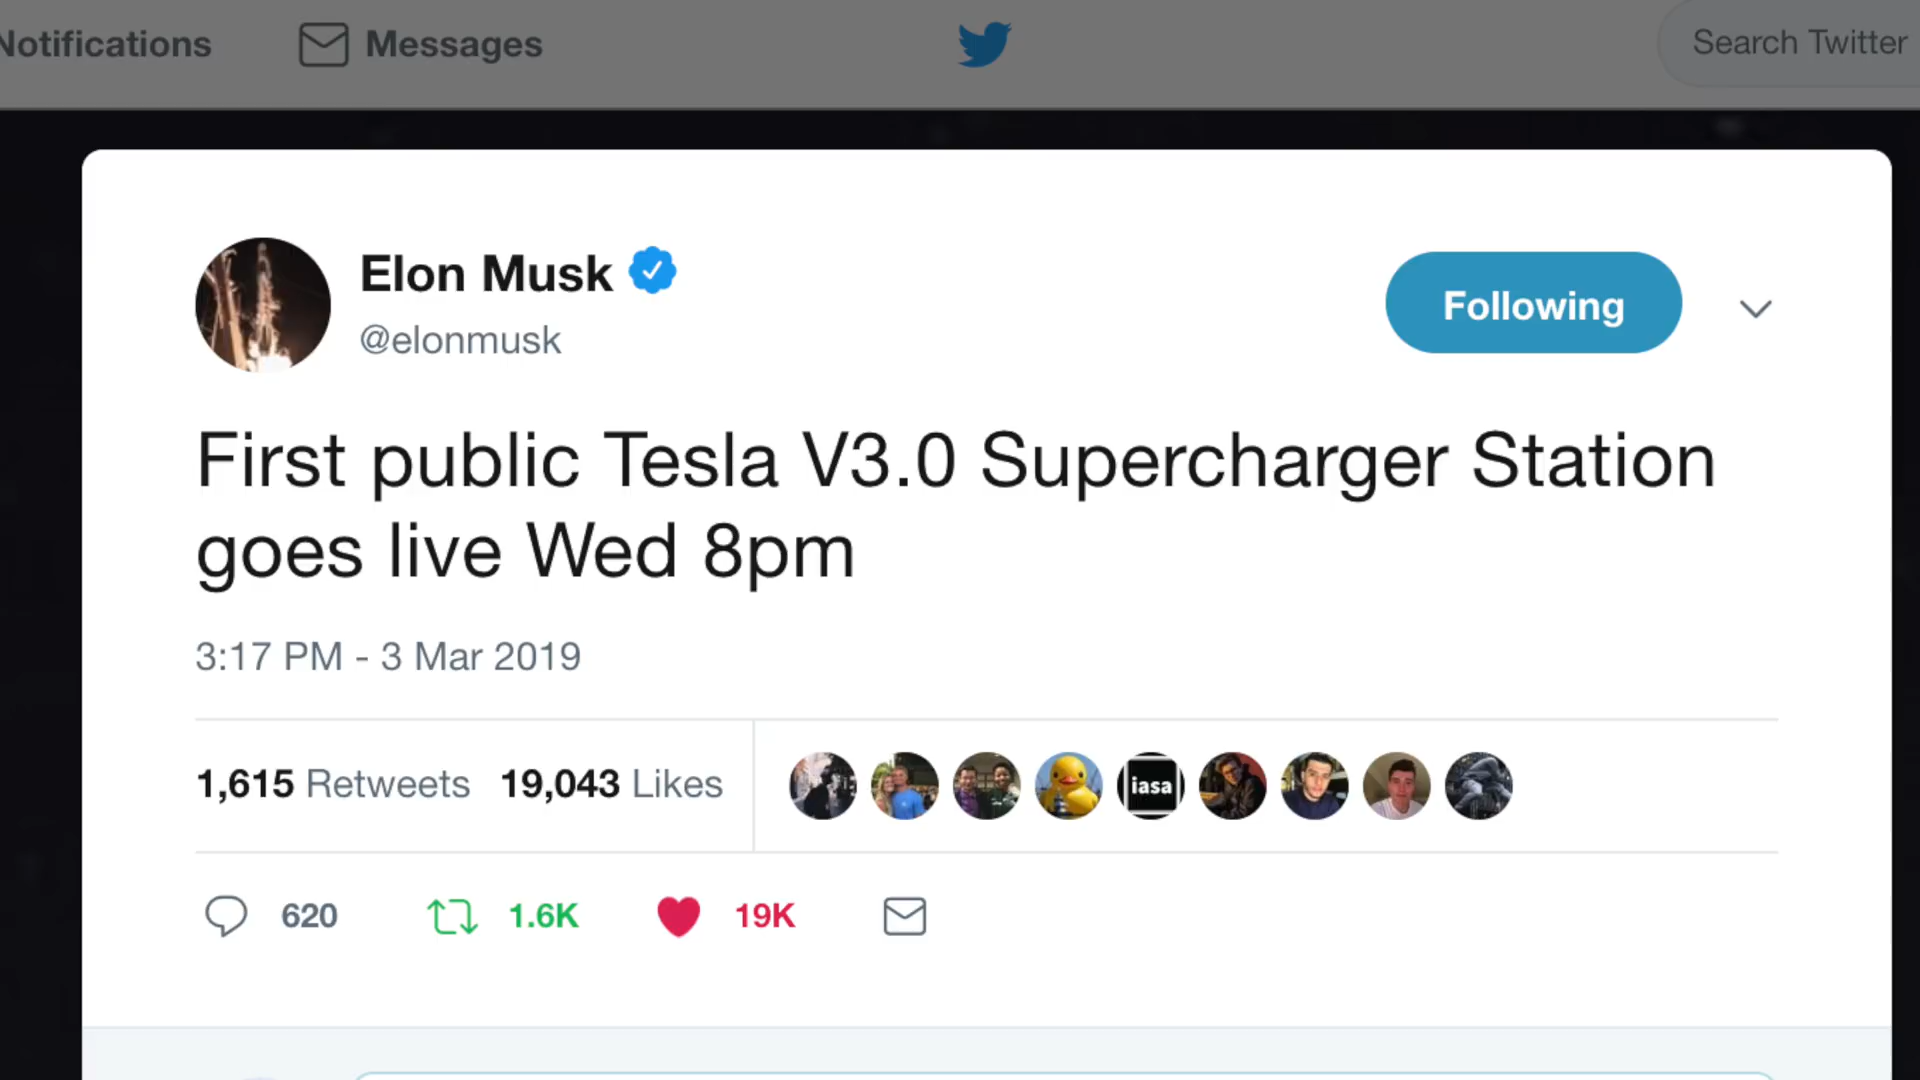 Notifications
Messages
Search Twitter
Elon Musk
@elonmusk
Following
First public Tesla V3.0 Supercharger Station
goes live Wed 8pm
3:17 PM - 3 Mar 2019
1,615 Retweets 19,043 Likes
iasa
620 1.6K 19K